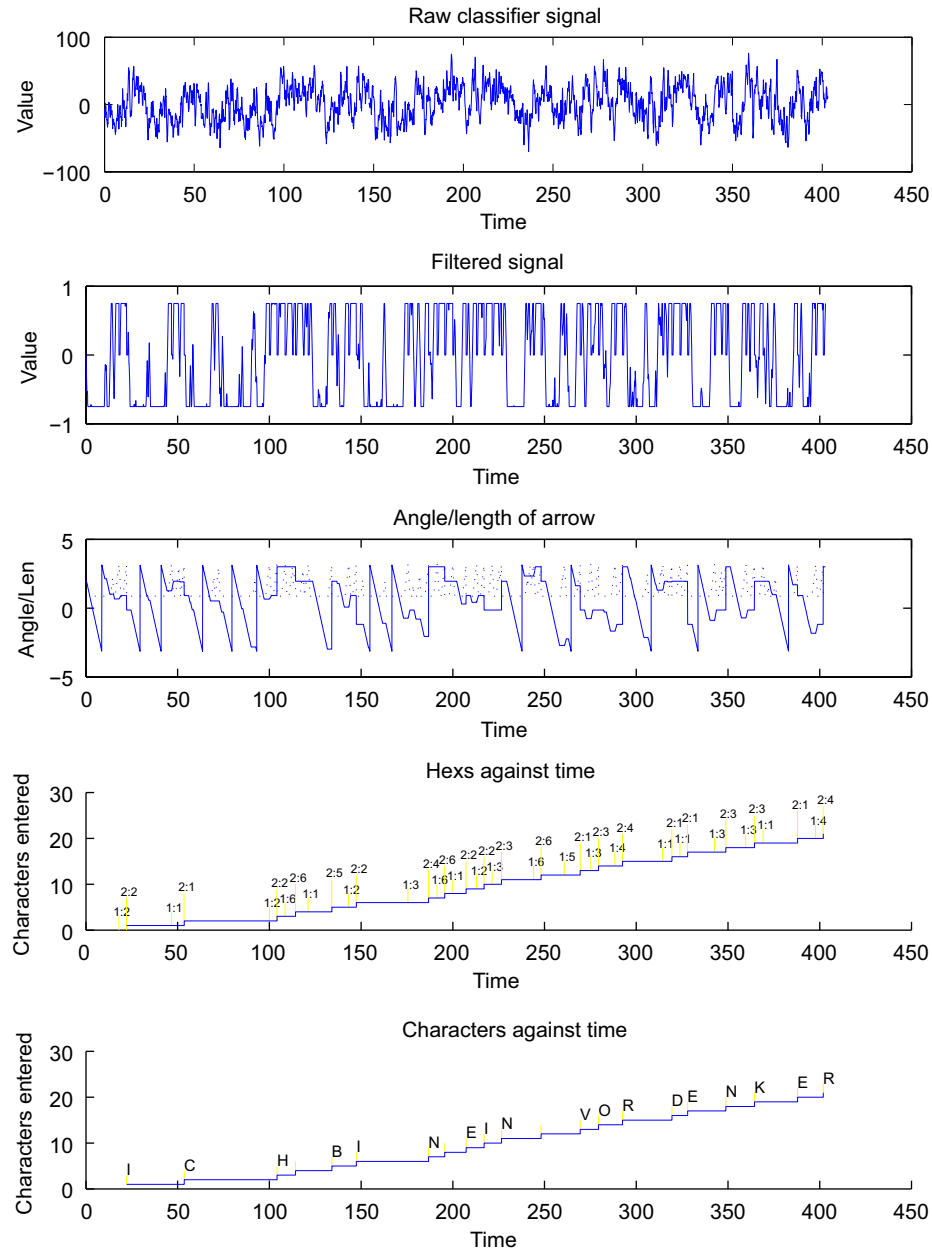 Raw classifier signal
100
0
−100
Value
0 50 100 150 200 250 300 350 400 450
Time
Filtered signal
1
0
−1
Value
0 50 100 150 200 250 300 350 400 450
Time
Angle/length of arrow
5
0
−5
Angle/Len
0 50 100 150 200 250 300 350 400 450
Time
Hexs against time
30
20
10
0
Characters entered
1:2 2:2 1:1 2:1 1:2 2:2 1:6 2:6 1:1 2:5 1:2 2:2 1:3 2:4 1:6 2:6 1:1 2:2 1:2 2:2 1:3 2:3 1:6 2:6 1:5 2:1 1:3 2:3 1:4 2:4 1:1 2:1 1:1 2:1 1:3 2:3 1:3 2:3 1:1 2:1 1:4 2:4
0 50 100 150 200 250 300 350 400 450
Time
Characters against time
30
20
10
0
Characters entered
I C H B I N E I N V O R D E N K E R
0 50 100 150 200 250 300 350 400 450
Time